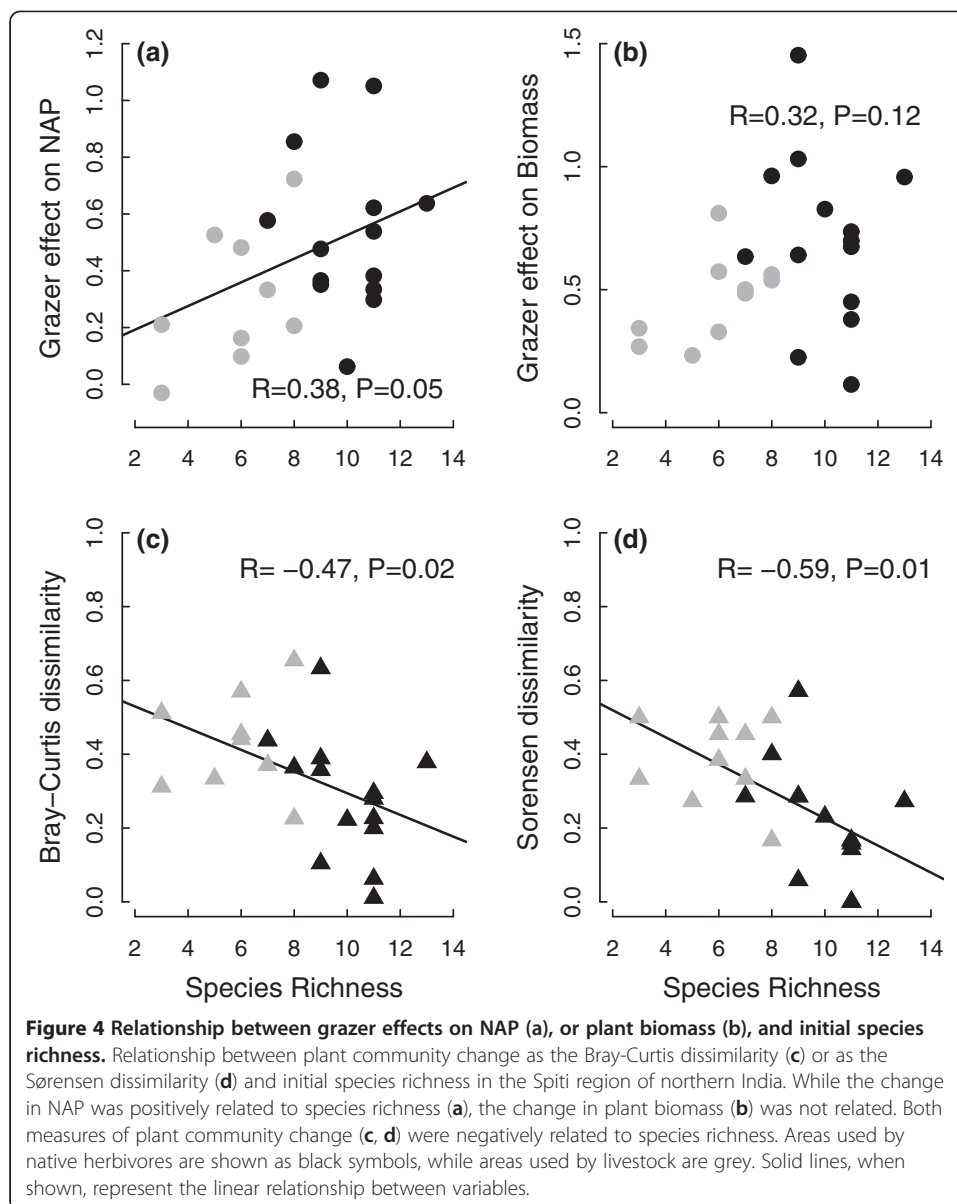 (a)
R=0.38, P=0.05
Grazer effect on NAP
0.0 0.2 0.4 0.6 0.8 1.0 1.2
2 4 6 8 10 12 14
(b)
R=0.32, P=0.12
Grazer effect on Biomass
0.0 0.5 1.0 1.5
2 4 6 8 10 12 14
(c)
R= −0.47, P=0.02
Bray−Curtis dissimilarity
0.0 0.2 0.4 0.6 0.8 1.0
2 4 6 8 10 12 14
Species Richness
(d)
R= −0.59, P=0.01
Sorensen dissimilarity
0.0 0.2 0.4 0.6 0.8 1.0
2 4 6 8 10 12 14
Species Richness
Figure 4 Relationship between grazer effects on NAP (a), or plant biomass (b), and initial species
richness. Relationship between plant community change as the Bray-Curtis dissimilarity (c) or as the
Sørensen dissimilarity (d) and initial species richness in the Spiti region of northern India. While the change
in NAP was positively related to species richness (a), the change in plant biomass (b) was not related. Both
measures of plant community change (c, d) were negatively related to species richness. Areas used by
native herbivores are shown as black symbols, while areas used by livestock are grey. Solid lines, when
shown, represent the linear relationship between variables.